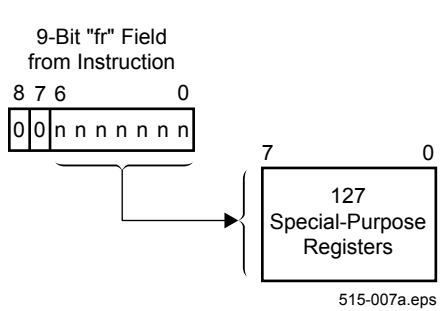 9-Bit "fr" Field
from Instruction
8 7 6 0
0 0 n n n n n n n
7 0
127
Special-Purpose
Registers
515-007a.eps